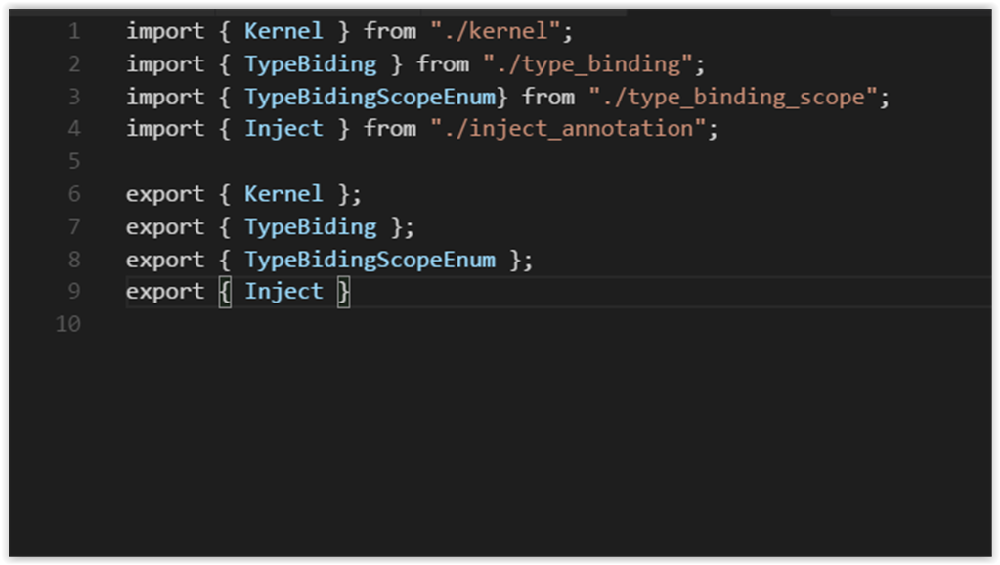 1 import { Kernel } from "./kernel";
2 import { TypeBiding } from "./type_binding";
3 import { TypeBidingScopeEnum} from "./type_binding_scope";
4 import { Inject } from "./inject_annotation";
5
6 export { Kernel };
7 export { TypeBiding };
8 export { TypeBidingScopeEnum };
9 export { Inject }
10